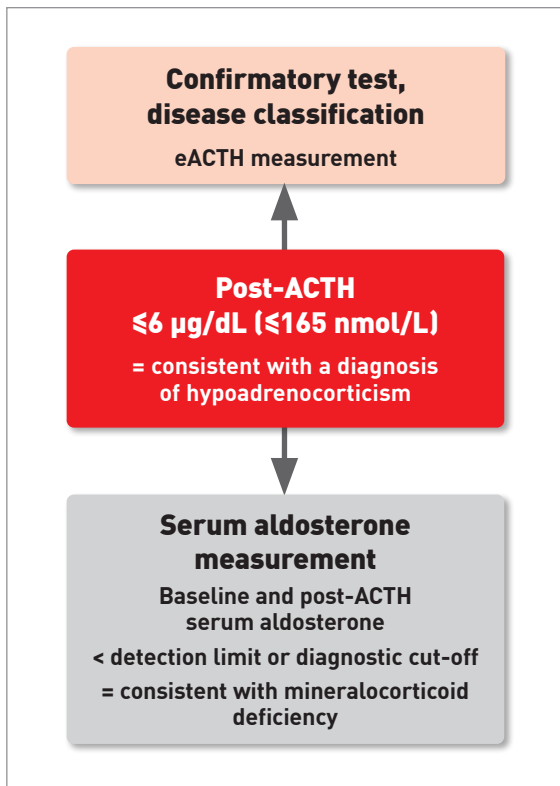 Confirmatory test,
disease classification
eACTH measurement
Post-ACTH
≤6 µg/dL (≤165 nmol/L)
= consistent with a diagnosis
of hypoadrenocorticism
Serum aldosterone
measurement
Baseline and post-ACTH
serum aldosterone
< detection limit or diagnostic cut-off
= consistent with mineralocorticoid
deficiency